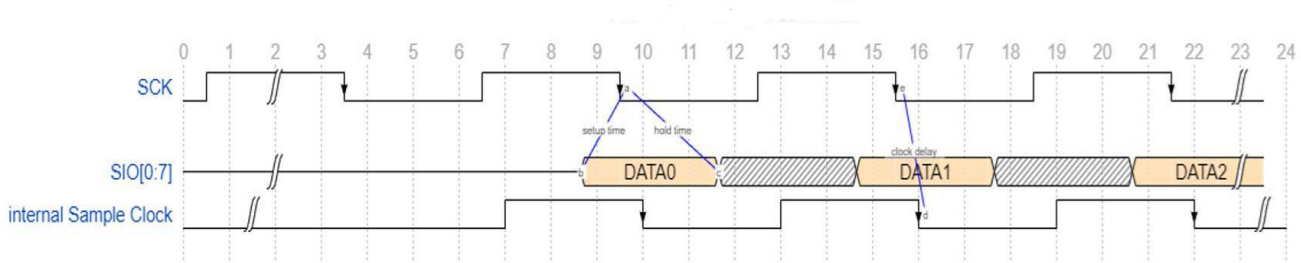 0 1 2 3 4 5 6 7 8 9 10 11 12 13 14 15 16 17 18 19 20 21 22 23 24
SCK
a e
setup time hold time
clock delay
SIO[0:7] b DATA0 c DATA1 DATA2
internal Sample Clock d